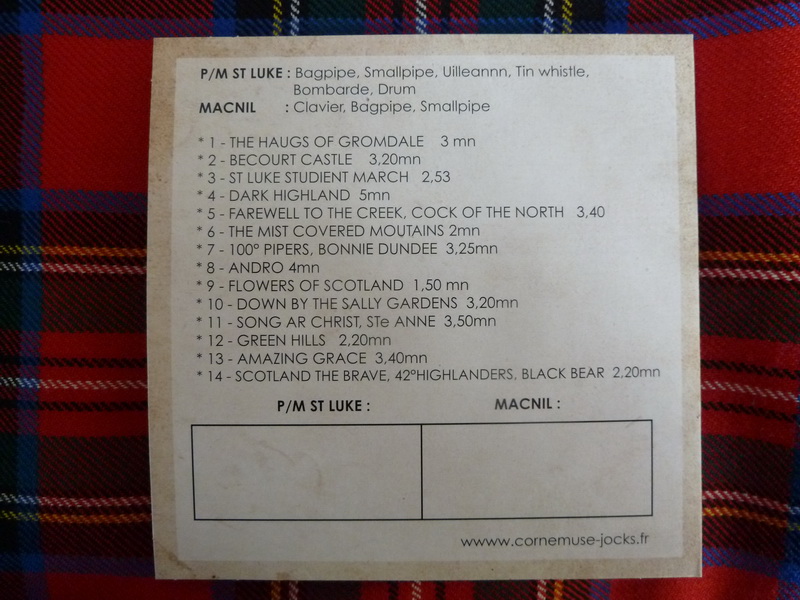 P/M ST LUKE : Bagpipe, Smallpipe, Uilleannn, Tin whistle,
Bombarde, Drum
MACNIL : Clavier, Bagpipe, Smallpipe
* 1 - THE HAUGS OF GROMDALE 3 mn
* 2 - BECOURT CASTLE 3,20mn
* 3 - ST LUKE STUDIENT MARCH 2,53
* 4 - DARK HIGHLAND 5mn
* 5 - FAREWELL TO THE CREEK, COCK OF THE NORTH 3,40
* 6 - THE MIST COVERED MOUTAINS 2mn
* 7 - 100° PIPERS, BONNIE DUNDEE 3,25mn
* 8 - ANDRO 4mn
* 9 - FLOWERS OF SCOTLAND 1,50 mn
* 10 - DOWN BY THE SALLY GARDENS 3,20mn
* 11 - SONG AR CHRIST, STe ANNE 3,50mn
* 12 - GREEN HILLS 2,20mn
* 13 - AMAZING GRACE 3,40mn
* 14 - SCOTLAND THE BRAVE, 42°HIGHLANDERS, BLACK BEAR 2,20mn
P/M ST LUKE : MACNIL :
wwww.cornemuse-jocks.fr